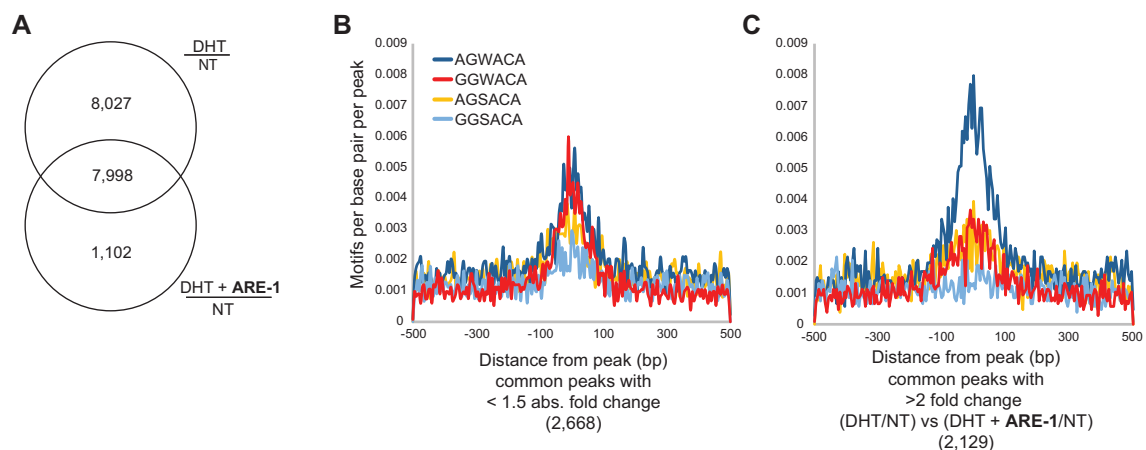 A
DHT
NT
8,027
7,998
1,102
DHT + ARE-1
NT
B
0.009
0.008
0.007
0.006
0.005
0.004
0.003
0.002
0.001
0
Motifs per base pair per peak
AGWACA
GGWACA
AGSACA
GGSACA
-500 -300 -100 100 300 500
Distance from peak (bp)
common peaks with
< 1.5 abs. fold change
(2,668)
C
0.009
0.008
0.007
0.006
0.005
0.004
0.003
0.002
0.001
0
-500 -300 -100 100 300 500
Distance from peak (bp)
common peaks with
>2 fold change
(DHT/NT) vs (DHT + ARE-1/NT)
(2,129)